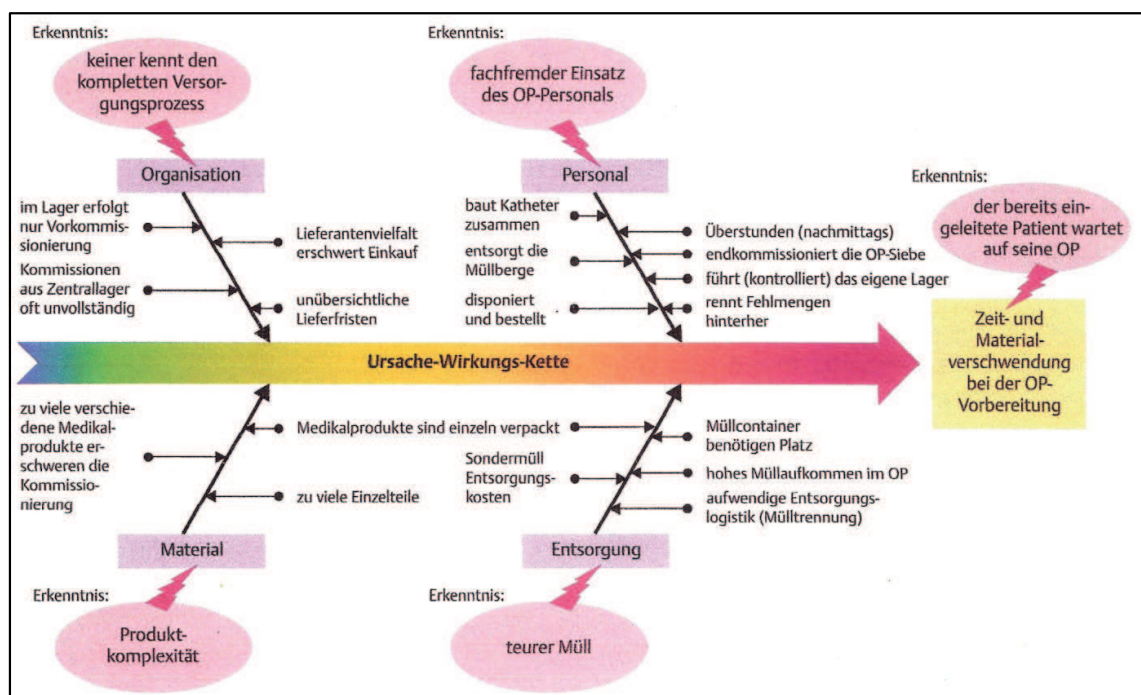 Erkenntnis:
keiner kennt den
kompletten Versor-
gungsprozess
Erkenntnis:
fachfremder Einsatz
des OP-Personals
Organisation
Personal
Erkenntnis:
der bereits ein-
geleitete Patient wartet
auf seine OP
im Lager erfolgt
nur Vorkommis-
sionierung
Kommissionen
aus Zentrallager
oft unvollständig
Lieferantenvielfalt
erschwert Einkauf
unübersichtliche
Lieferfristen
baut Katheter
zusammen
entsorgt die
Müllberge
disponiert
und bestellt
Überstunden (nachmittags)
endkommissioniert die OP-Siebe
führt (kontrolliert) das eigene Lager
rennt Fehlmengen
hinterher
Zeit- und
Material-
verschwendung
bei der OP-
Vorbereitung
Ursache-Wirkungs-Kette
zu viele verschie-
dene Medikal-
produkte er-
schweren die
Kommissio-
nierung
Medikalprodukte sind einzeln verpackt
zu viele Einzelteile
Sondermüll
Entsorgungs-
kosten
Müllcontainer
benötigen Platz
hohes Müllaufkommen im OP
aufwendige Entsorgungs-
logistik (Mülltrennung)
Material
Entsorgung
Erkenntnis:
Produkt-
komplexität
Erkenntnis:
teurer Müll